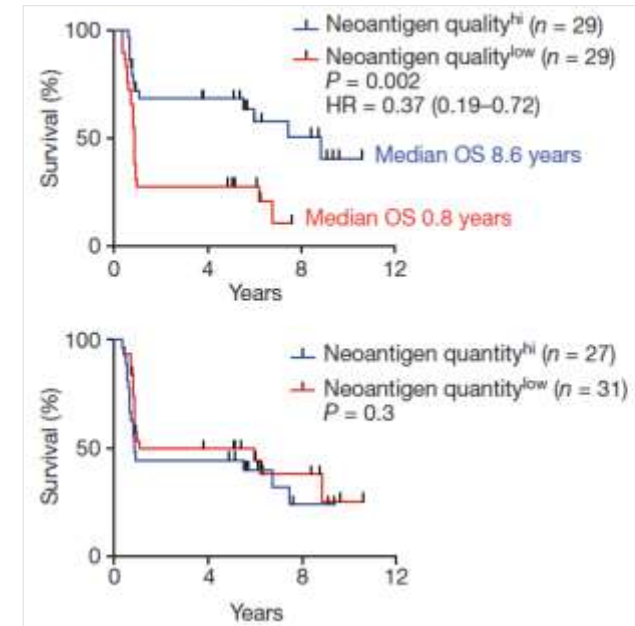 Neoantigen quality^hi (n = 29)
Neoantigen quality^low (n = 29)
P = 0.002
HR = 0.37 (0.19–0.72)
100
50
0
Survival (%)
Median OS 8.6 years
Median OS 0.8 years
0 4 8 12
Years
Neoantigen quantity^hi (n = 27)
Neoantigen quantity^low (n = 31)
P = 0.3
100
50
0
Survival (%)
0 4 8 12
Years